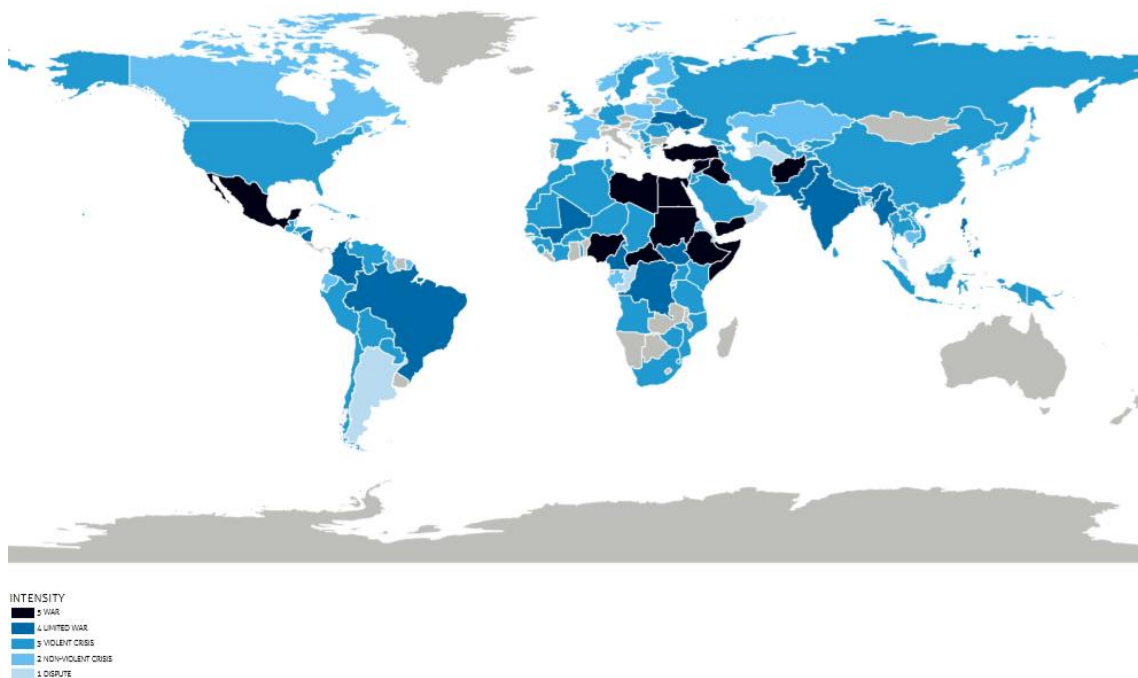 INTENSITY
5 WAR
4 LIMITED WAR
3 VIOLENT CRISIS
2 NON-VIOLENT CRISIS
1 DISPUTE